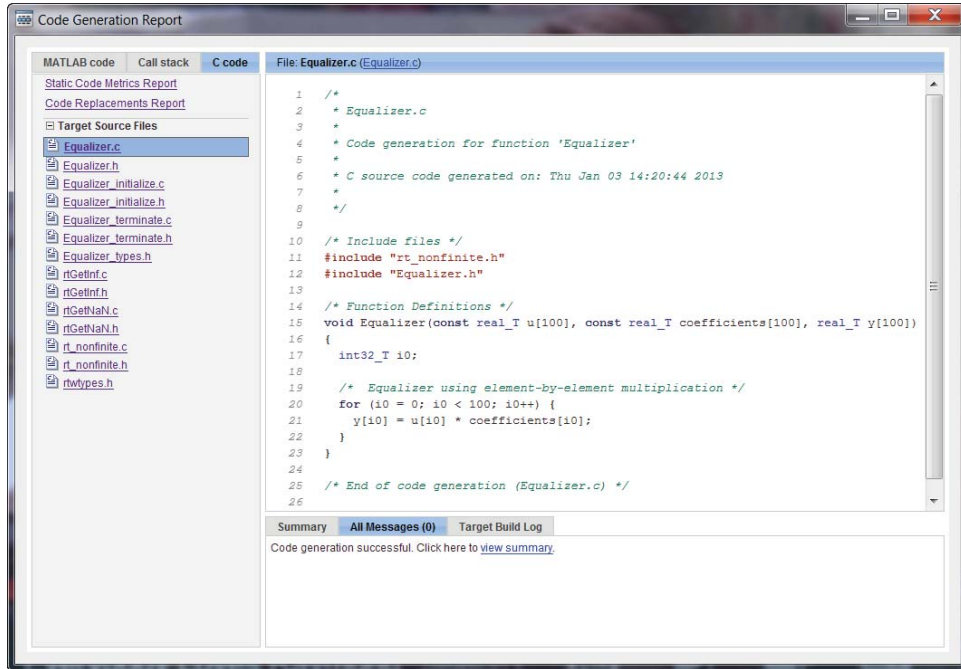 Code Generation Report
MATLAB code Call stack C code
Static Code Metrics Report
Code Replacements Report
Target Source Files
Equalizer.c
Equalizer.h
Equalizer_initialize.c
Equalizer_initialize.h
Equalizer_terminate.c
Equalizer_terminate.h
Equalizer_types.h
rtGetInf.c
rtGetInf.h
rtGetNaN.c
rtGetNaN.h
rt_nonfinite.c
rt_nonfinite.h
rtwtypes.h
File: Equalizer.c (Equalizer.c)
1 /*
2 * Equalizer.c
3 *
4 * Code generation for function 'Equalizer'
5 *
6 * C source code generated on: Thu Jan 03 14:20:44 2013
7 *
8 */
9
10 /* Include files */
11 #include "rt_nonfinite.h"
12 #include "Equalizer.h"
13
14 /* Function Definitions */
15 void Equalizer(const real_T u[100], const real_T coefficients[100], real_T y[100])
16 {
17 int32_T i0;
18
19 /* Equalizer using element-by-element multiplication */
20 for (i0 = 0; i0 < 100; i0++) {
21 y[i0] = u[i0] * coefficients[i0];
22 }
23 }
24
25 /* End of code generation (Equalizer.c) */
26
Summary All Messages (0) Target Build Log
Code generation successful. Click here to view summary.